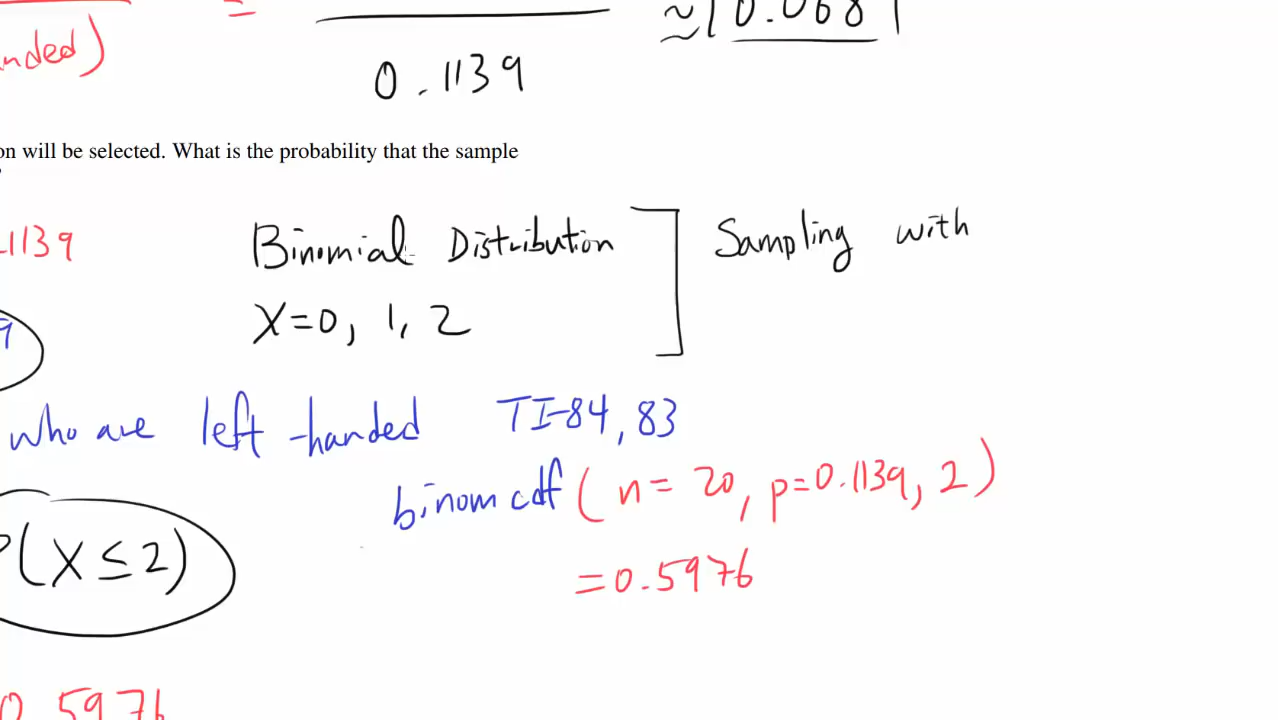 = ≈ 0.068
nded)
0.1139
on will be selected. What is the probability that the sample
1139
Binomial Distribution Sampling with
X=0, 1, 2
9
who are left-handed TI-84, 83
binomcdf (n= 20, p=0.1139, 2)
P(X≤2)
=0.5976
0.5976